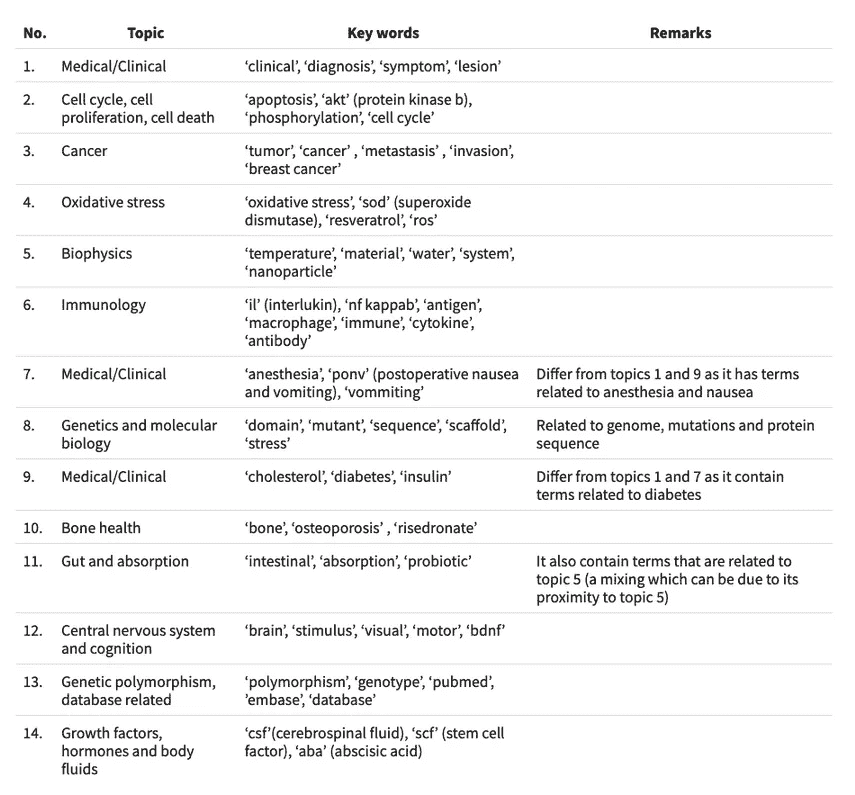 No. Topic Key words Remarks
1. Medical/Clinical ‘clinical’, ‘diagnosis’, ‘symptom’, ‘lesion’
2. Cell cycle, cell ‘apoptosis’, ‘akt’ (protein kinase b),
proliferation, cell death ‘phosphorylation’, ‘cell cycle’
3. Cancer ‘tumor’, ‘cancer’ , ‘metastasis’ , ‘invasion’,
‘breast cancer’
4. Oxidative stress ‘oxidative stress’, ‘sod’ (superoxide
dismutase), ‘resveratrol’, ‘ros’
5. Biophysics ‘temperature’, ‘material’, ‘water’, ‘system’,
‘nanoparticle’
6. Immunology ‘il’ (interlukin), ‘nf kappab’, ‘antigen’,
‘macrophage’, ‘immune’, ‘cytokine’,
‘antibody’
7. Medical/Clinical ‘anesthesia’, ‘ponv’ (postoperative nausea Differ from topics 1 and 9 as it has terms
and vomiting), ‘vommiting’ related to anesthesia and nausea
8. Genetics and molecular ‘domain’, ‘mutant’, ‘sequence’, ‘scaffold’, Related to genome, mutations and protein
biology ‘stress’ sequence
9. Medical/Clinical ‘cholesterol’, ‘diabetes’, ‘insulin’ Differ from topics 1 and 7 as it contain
terms related to diabetes
10. Bone health ‘bone’, ‘osteoporosis’ , ‘risedronate’
11. Gut and absorption ‘intestinal’, ‘absorption’, ‘probiotic’ It also contain terms that are related to
topic 5 (a mixing which can be due to its
proximity to topic 5)
12. Central nervous system ‘brain’, ‘stimulus’, ‘visual’, ‘motor’, ‘bdnf’
and cognition
13. Genetic polymorphism, ‘polymorphism’, ‘genotype’, ‘pubmed’,
database related ’embase’, ‘database’
14. Growth factors, ‘csf’(cerebrospinal fluid), ‘scf’ (stem cell
hormones and body factor), ‘aba’ (abscisic acid)
fluids